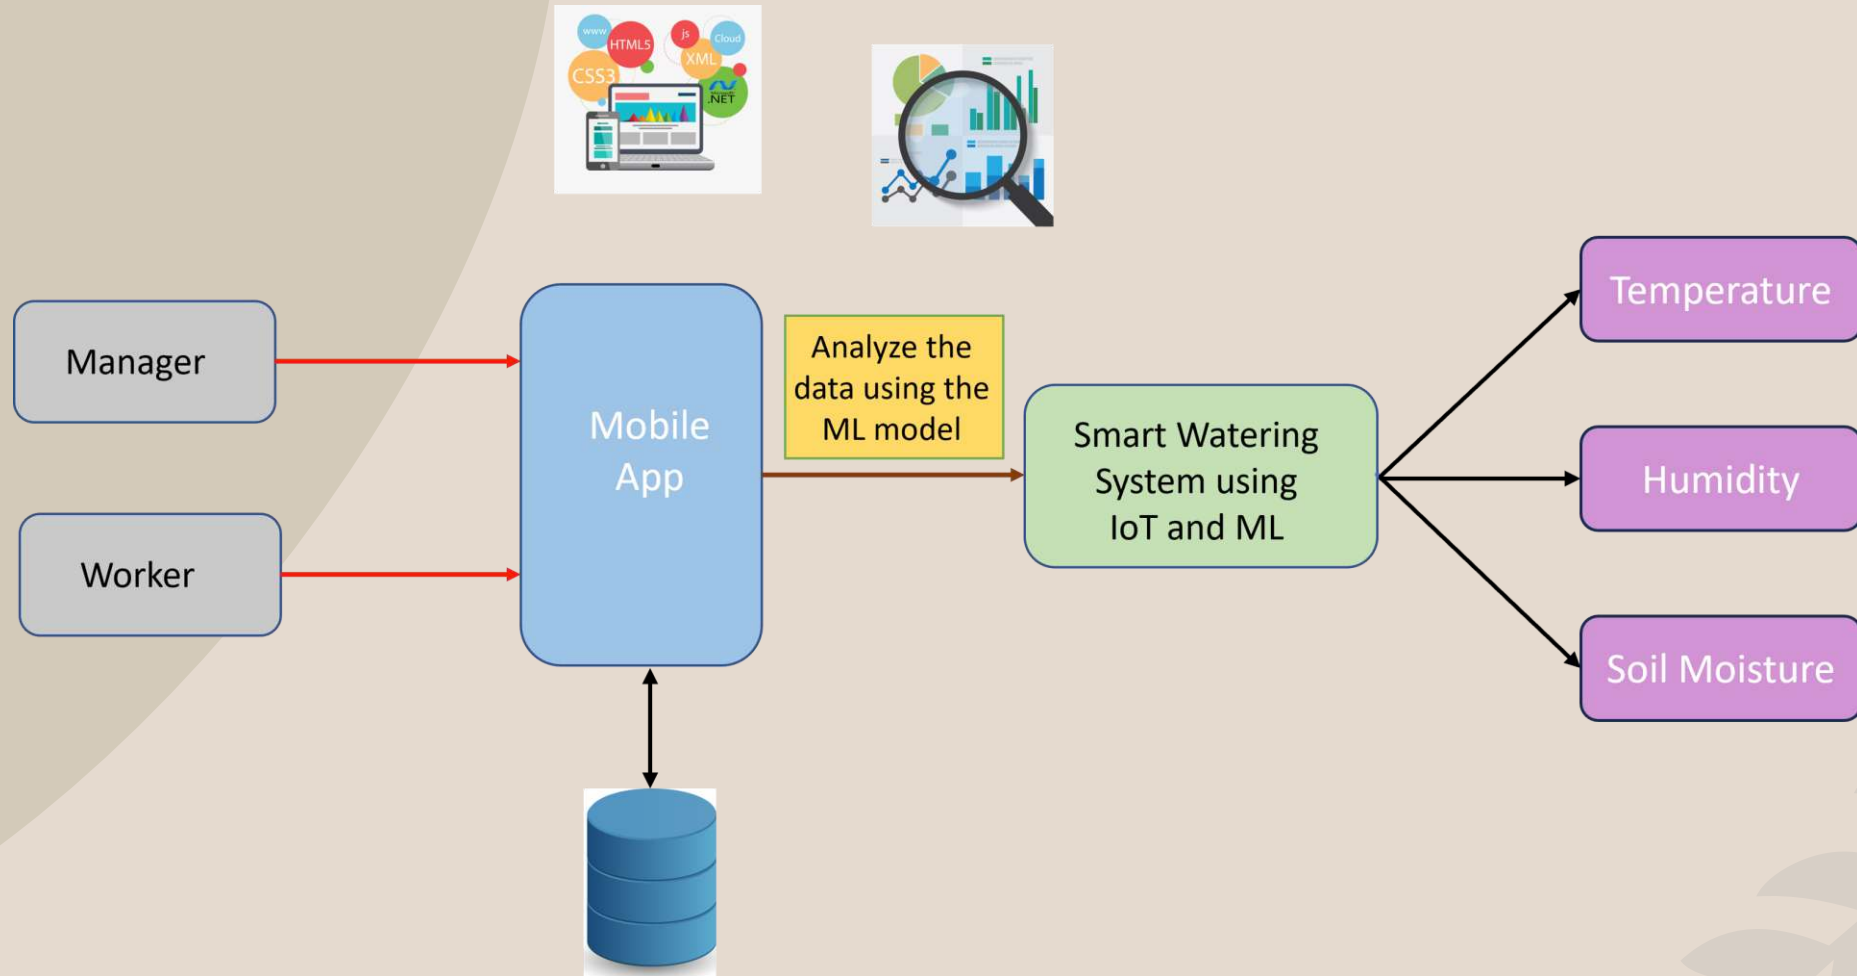 www
HTML5
js
Cloud
CSS3
XML
.NET
Manager
Worker
Mobile
App
Analyze the
data using the
ML model
Smart Watering
System using
IoT and ML
Temperature
Humidity
Soil Moisture